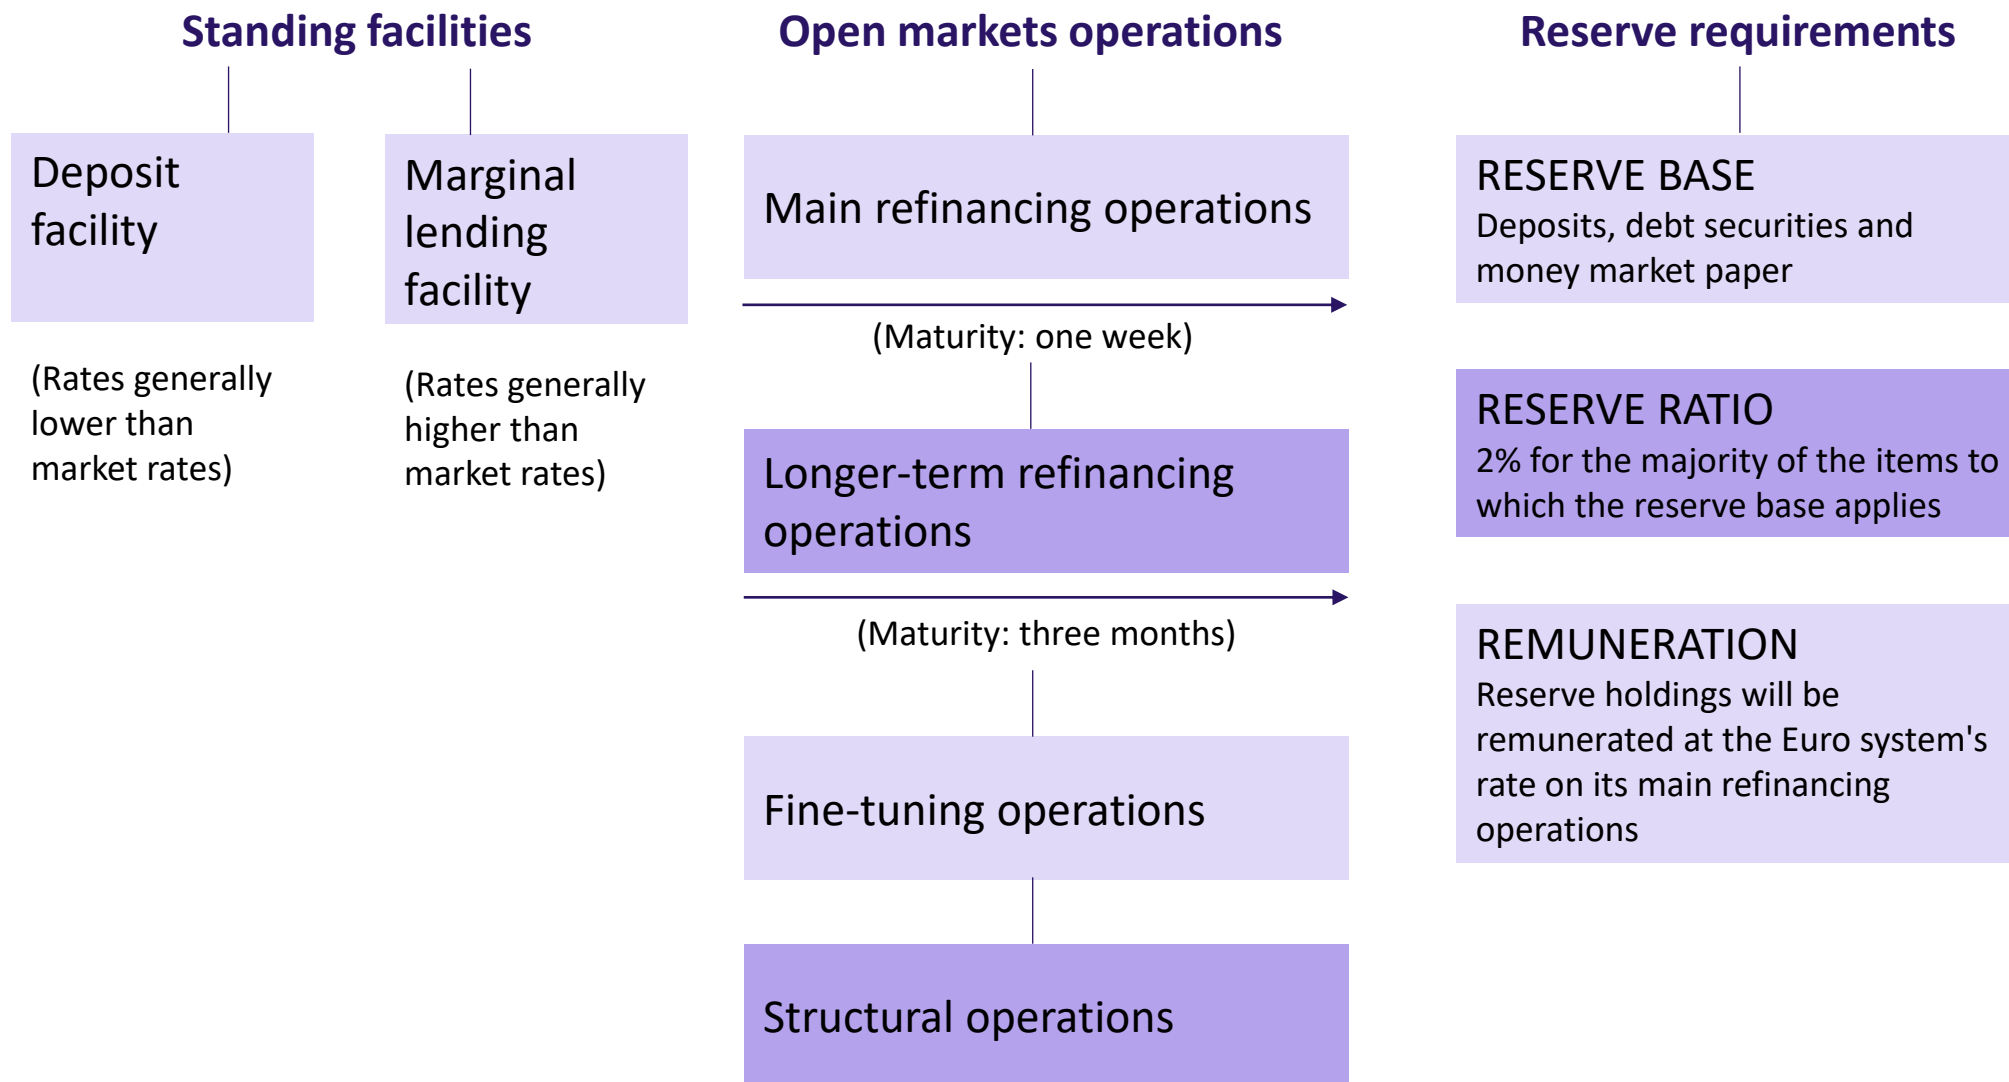 Standing facilities
Deposit
facility
(Rates generally
lower than
market rates)
Marginal
lending
facility
(Rates generally
higher than
market rates)
Open markets operations
Main refinancing operations
(Maturity: one week)
Longer-term refinancing
operations
(Maturity: three months)
Fine-tuning operations
Structural operations
Reserve requirements
RESERVE BASE
Deposits, debt securities and
money market paper
RESERVE RATIO
2% for the majority of the items to
which the reserve base applies
REMUNERATION
Reserve holdings will be
remunerated at the Euro system's
rate on its main refinancing
operations